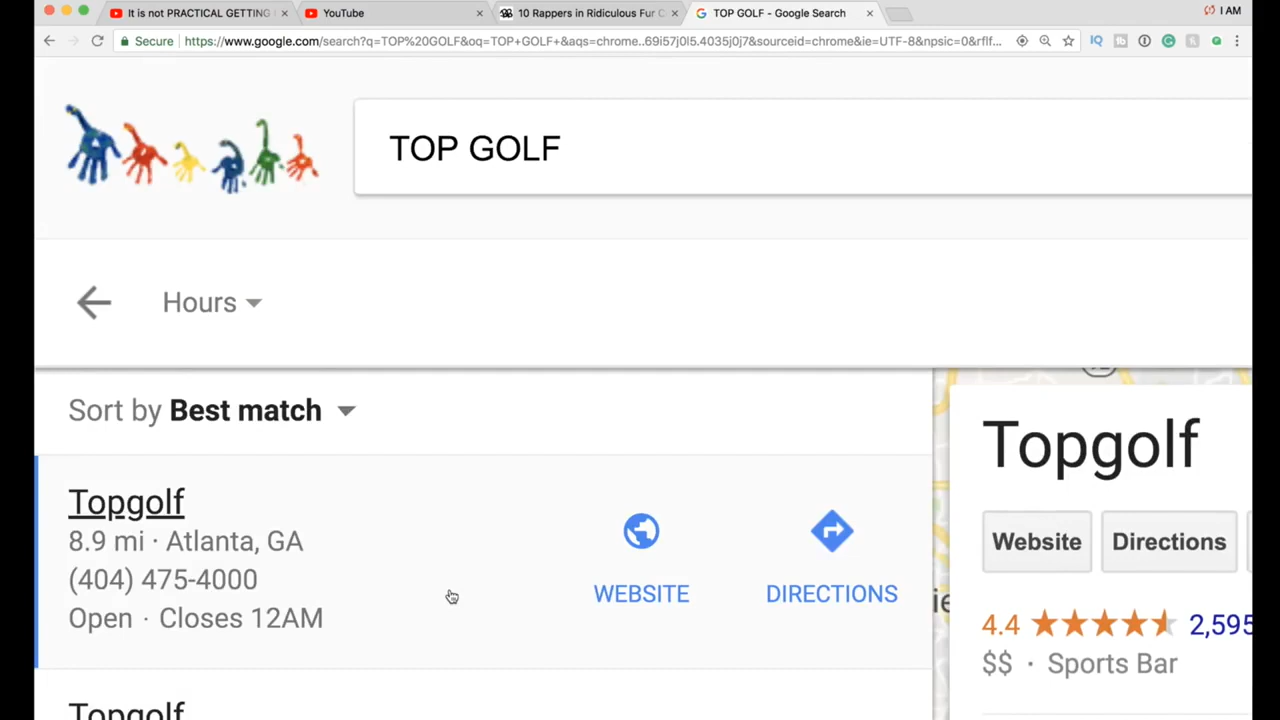 It is not PRACTICAL GETTING
YouTube
10 Rappers in Ridiculous Fur C
TOP GOLF - Google Search
I AM
Secure
https://www.google.com/search?q=TOP%20GOLF&oq=TOP+GOLF+&aqs=chrome..69i57j0l5.4035j0j7&sourceid=chrome&ie=UTF-8&npsic=0&rflf...
TOP GOLF
Hours
Sort by Best match
Topgolf
8.9 mi · Atlanta, GA
(404) 475-4000
Open · Closes 12AM
WEBSITE
DIRECTIONS
Topgolf
Topgolf
Website
Directions
4.4
2,595
$$ · Sports Bar